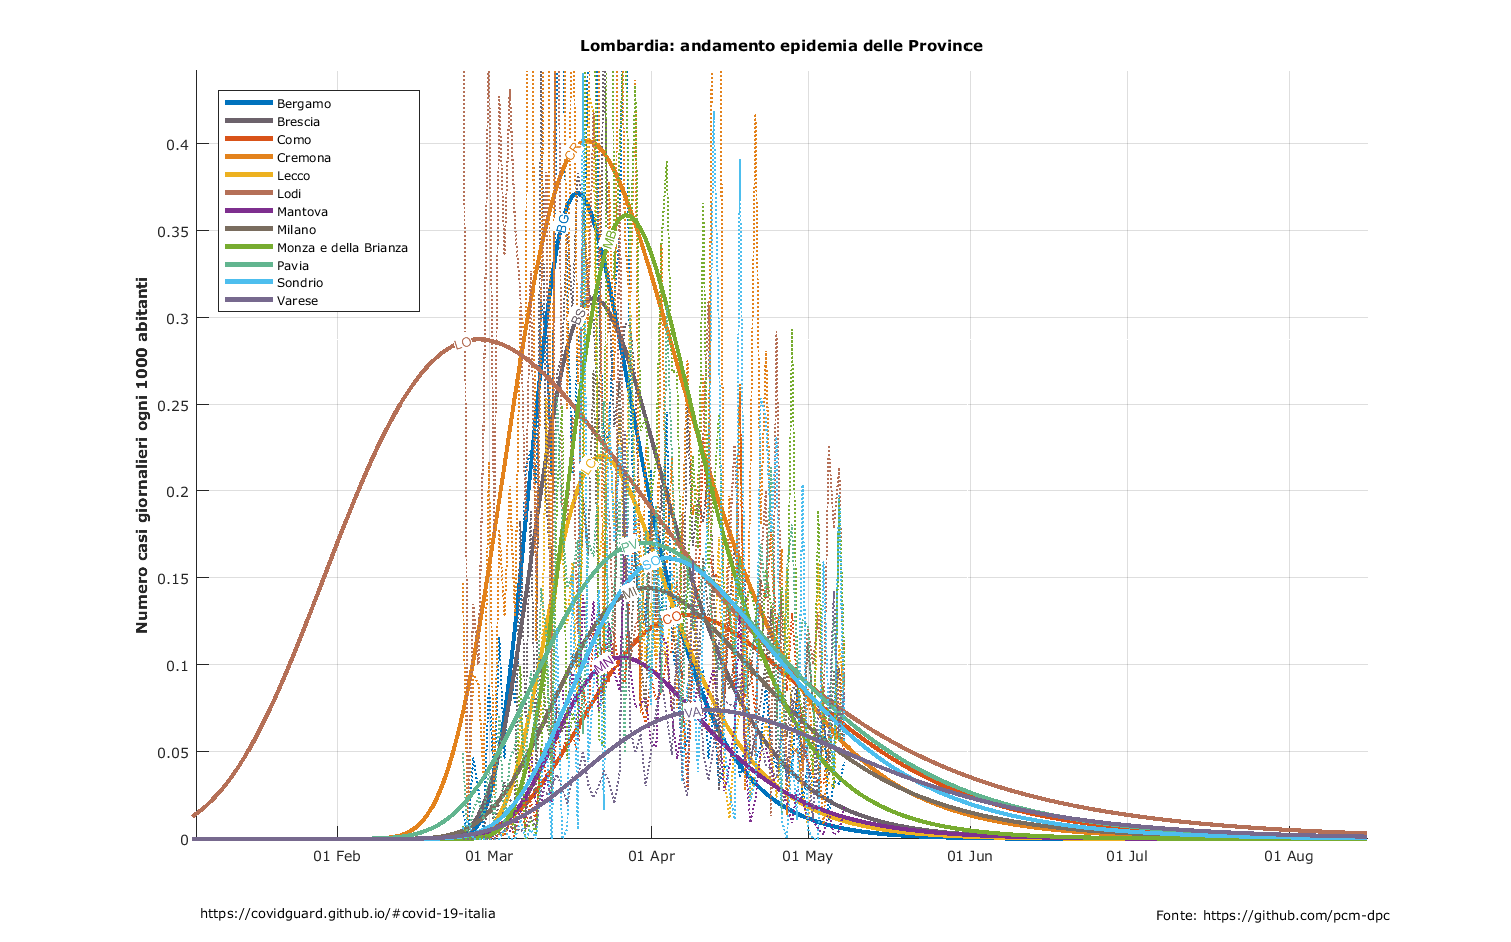 Lombardia: andamento epidemia delle Province
Numero casi giornalieri ogni 1000 abitanti
0.4
0.35
0.3
0.25
0.2
0.15
0.1
0.05
0
Bergamo
Brescia
Como
Cremona
Lecco
Lodi
Mantova
Milano
Monza e della Brianza
Pavia
Sondrio
Varese
CR
BG
MB
BS
LO
LC
PV
SO
MI
CO
MN
VA
01 Feb
01 Mar
01 Apr
01 May
01 Jun
01 Jul
01 Aug
https://covidguard.github.io/#covid-19-italia
Fonte: https://github.com/pcm-dpc